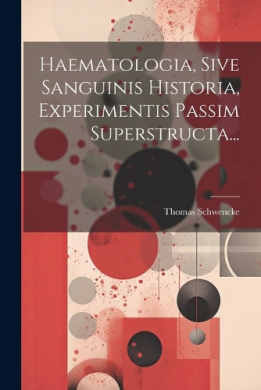 Haematologia, Sive
Sanguinis Historia,
Experimentis Passim
Superstructa...
Thomas Schwencke